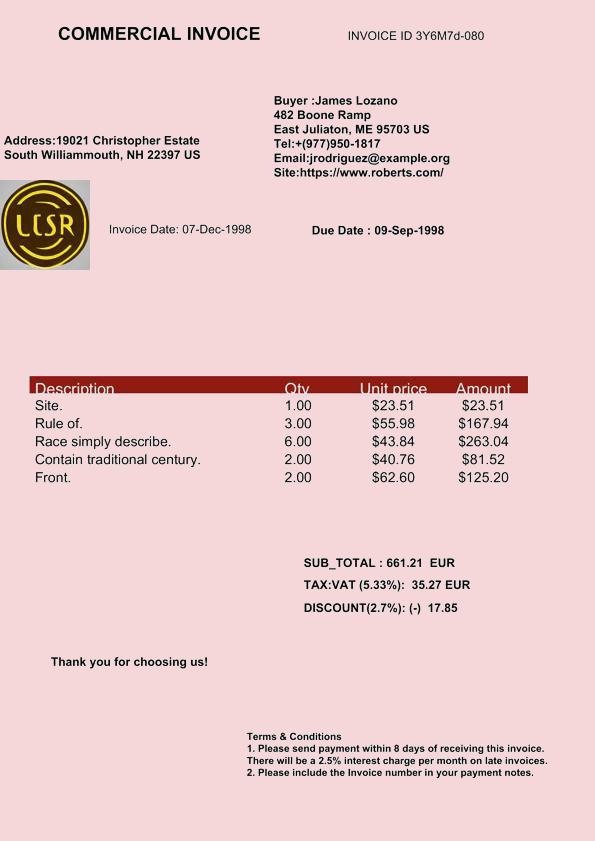 COMMERCIAL INVOICE
INVOICE ID 3Y6M7d-080
Buyer :James Lozano
482 Boone Ramp
East Juliaton, ME 95703 US
Tel:+(977)950-1817
Email:jrodriguez@example.org
Site:https://www.roberts.com/
Address:19021 Christopher Estate
South Williammouth, NH 22397 US
LCSR
Invoice Date: 07-Dec-1998
Due Date : 09-Sep-1998
Description Qty Unit price Amount
Site. 1.00 $23.51 $23.51
Rule of. 3.00 $55.98 $167.94
Race simply describe. 6.00 $43.84 $263.04
Contain traditional century. 2.00 $40.76 $81.52
Front. 2.00 $62.60 $125.20
SUB_TOTAL : 661.21 EUR
TAX:VAT (5.33%): 35.27 EUR
DISCOUNT(2.7%): (-) 17.85
Thank you for choosing us!
Terms & Conditions
1. Please send payment within 8 days of receiving this invoice.
There will be a 2.5% interest charge per month on late invoices.
2. Please include the Invoice number in your payment notes.